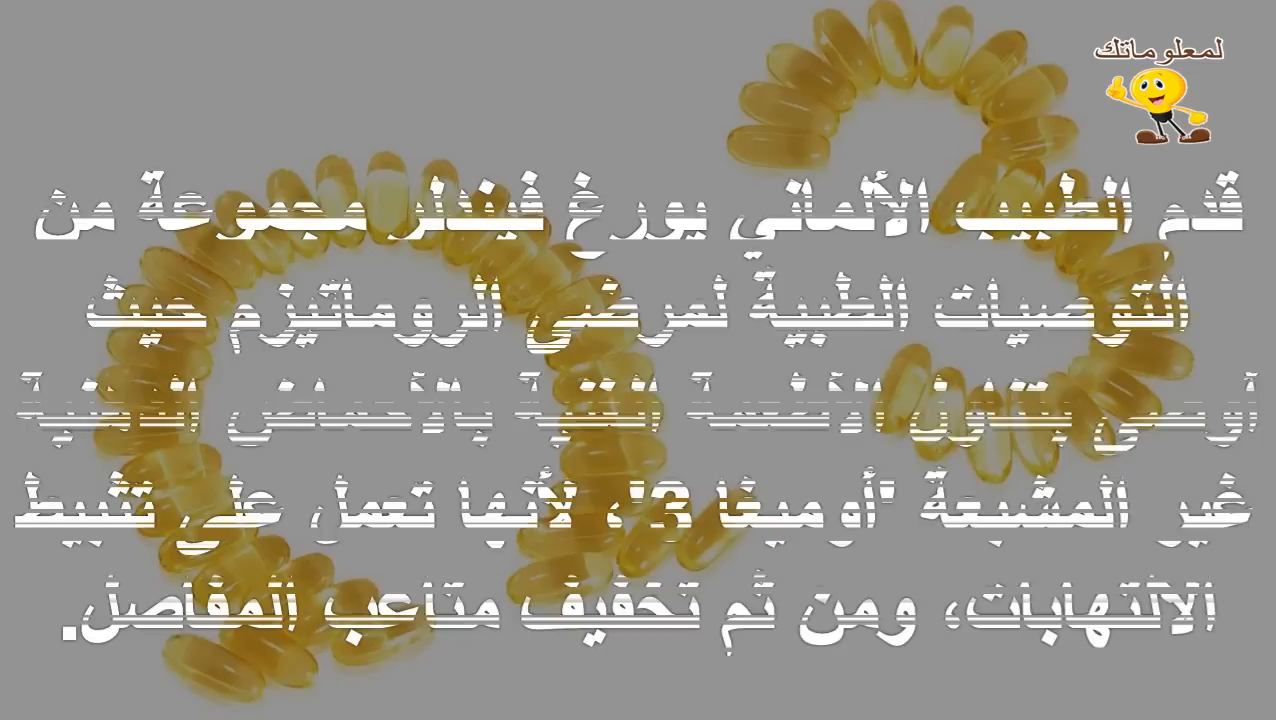 لمعلوماتك
قدم الطبيب الألماني يورغ فيندلر مجموعة من
التوصيات الطبية لمرضى الروماتيزم حيث
أوصى بتناول الأطعمة الغنية بالأحماض الدهنية
غير المشبعة "أوميغا 3"، لأنها تعمل على تثبيط
الالتهابات، ومن ثم تخفيف متاعب المفاصل.